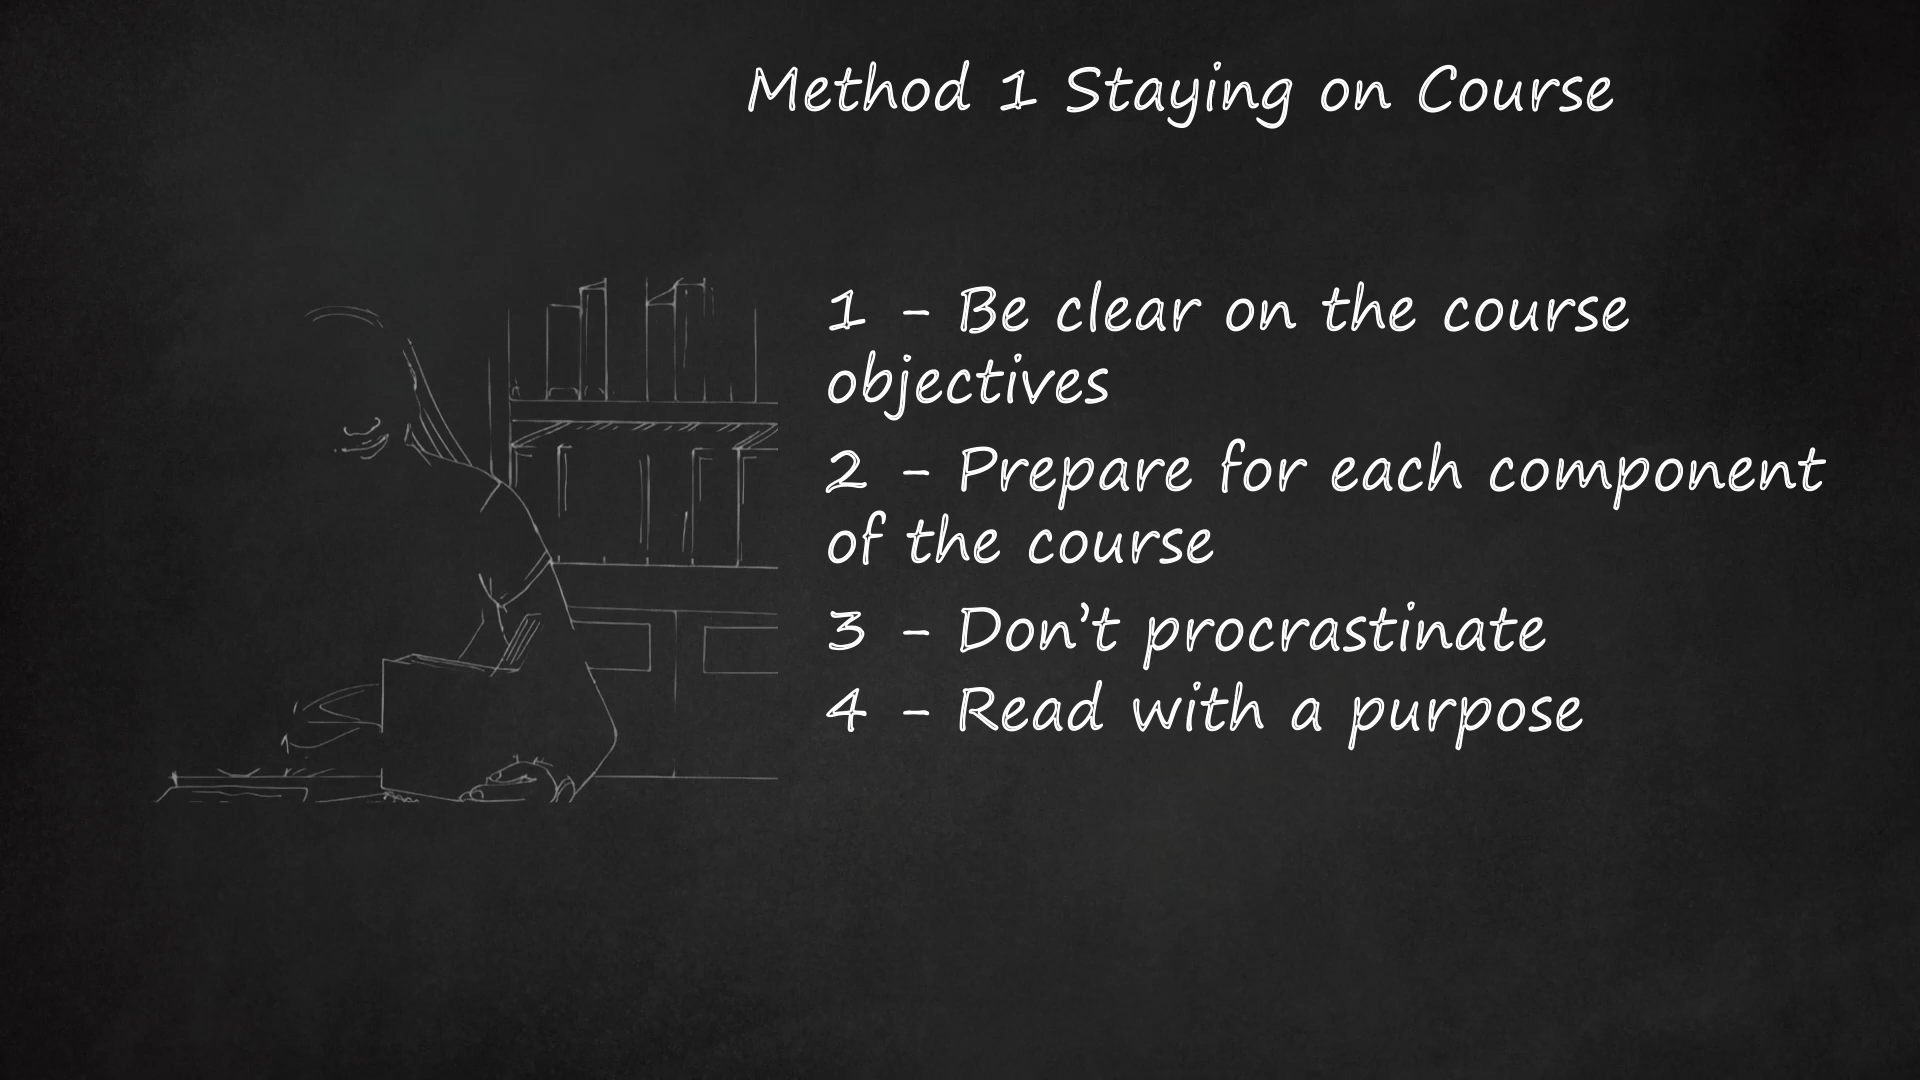 Method 1 Staying on Course
1 - Be clear on the course
objectives
2 - Prepare for each component
of the course
3 - Don’t procrastinate
4 - Read with a purpose